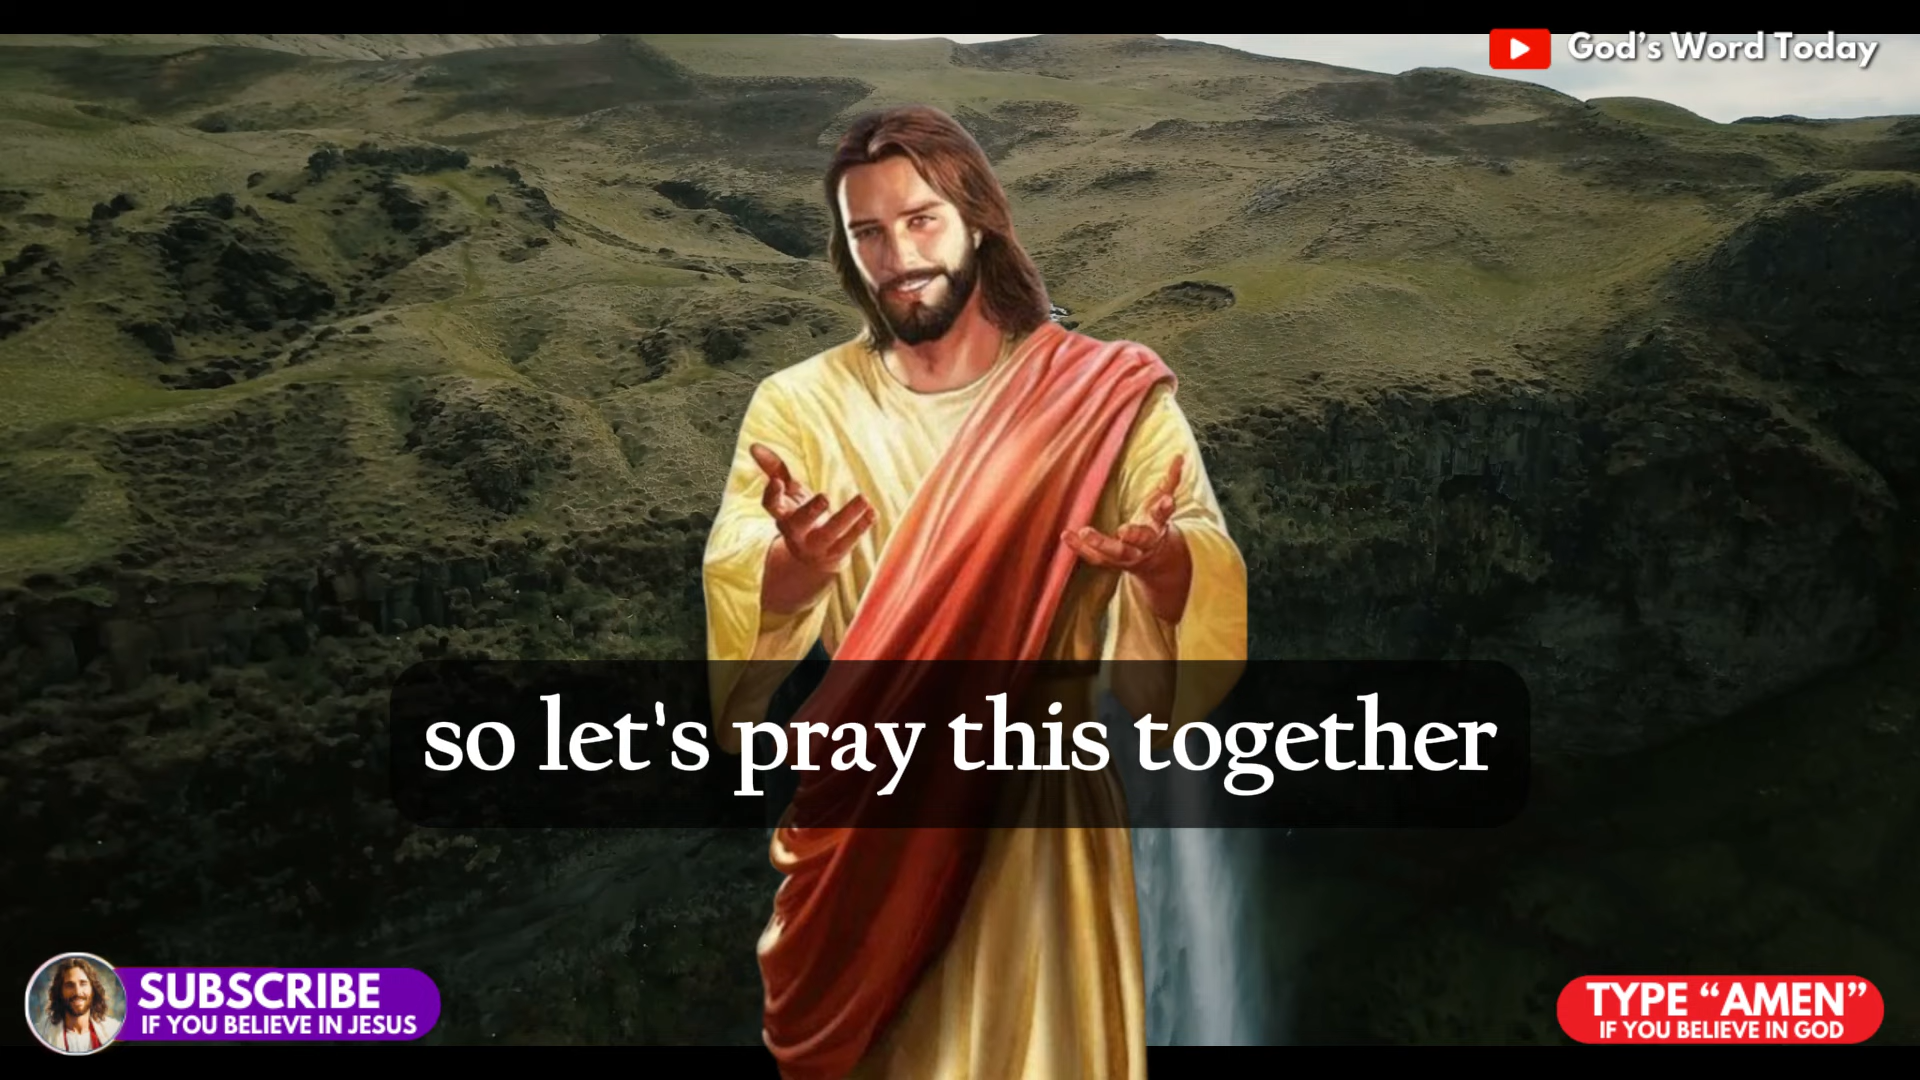 God's Word Today
so let's pray this together
SUBSCRIBE
IF YOU BELIEVE IN JESUS
TYPE “AMEN”
IF YOU BELIEVE IN GOD